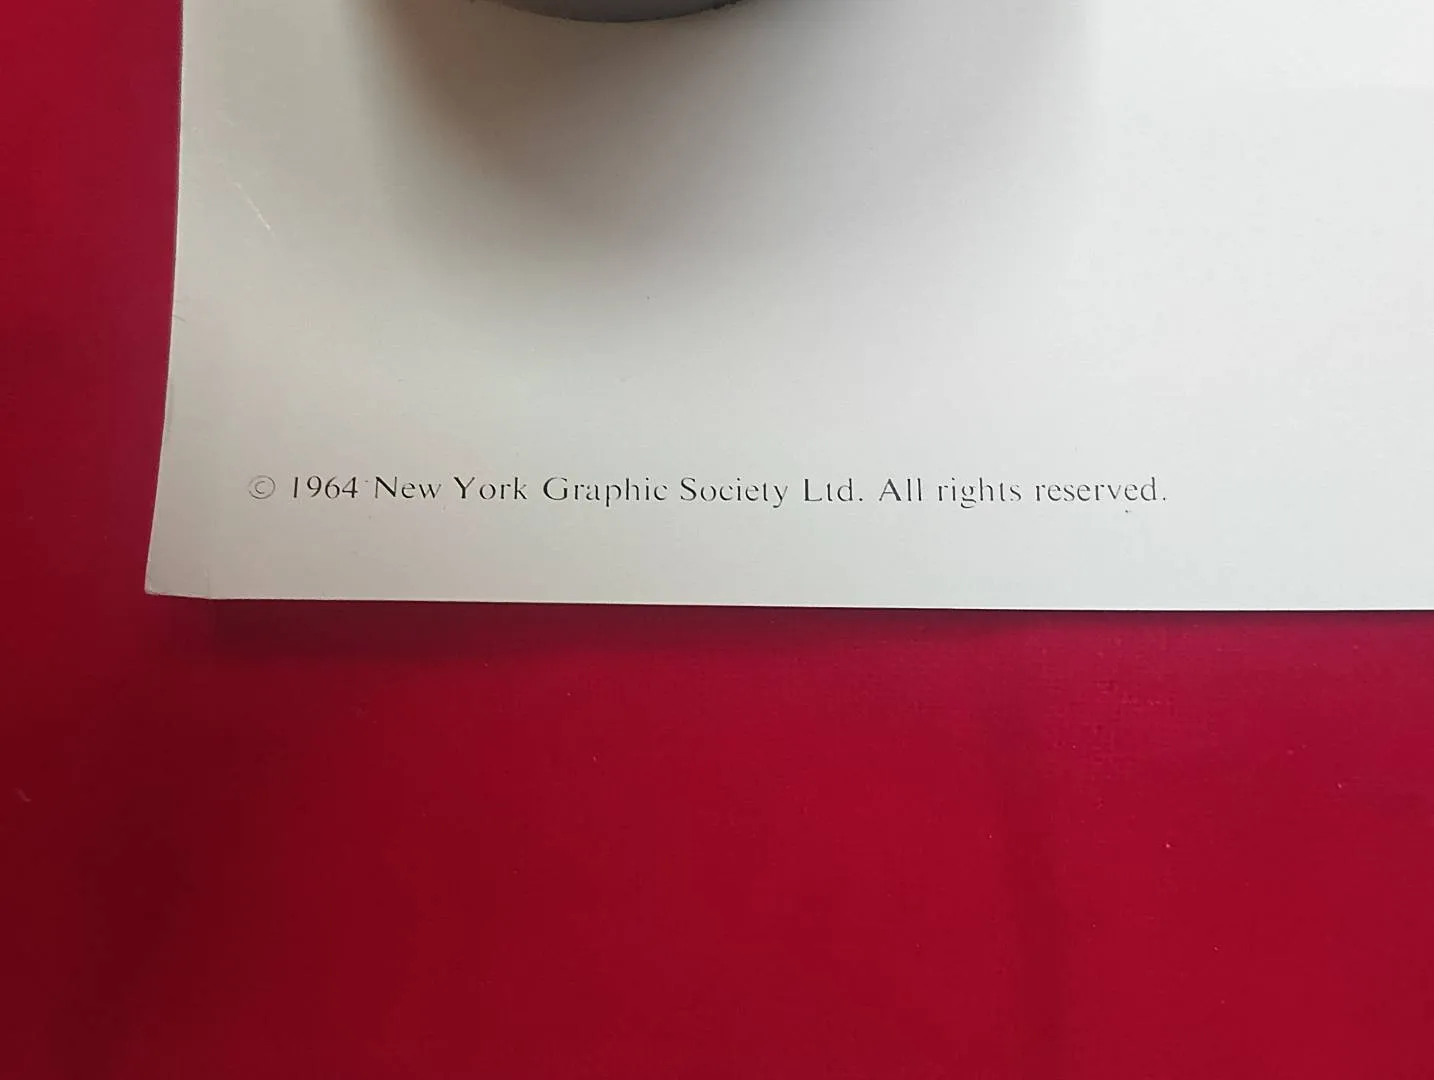 © 1964 New York Graphic Society Ltd. All rights reserved.